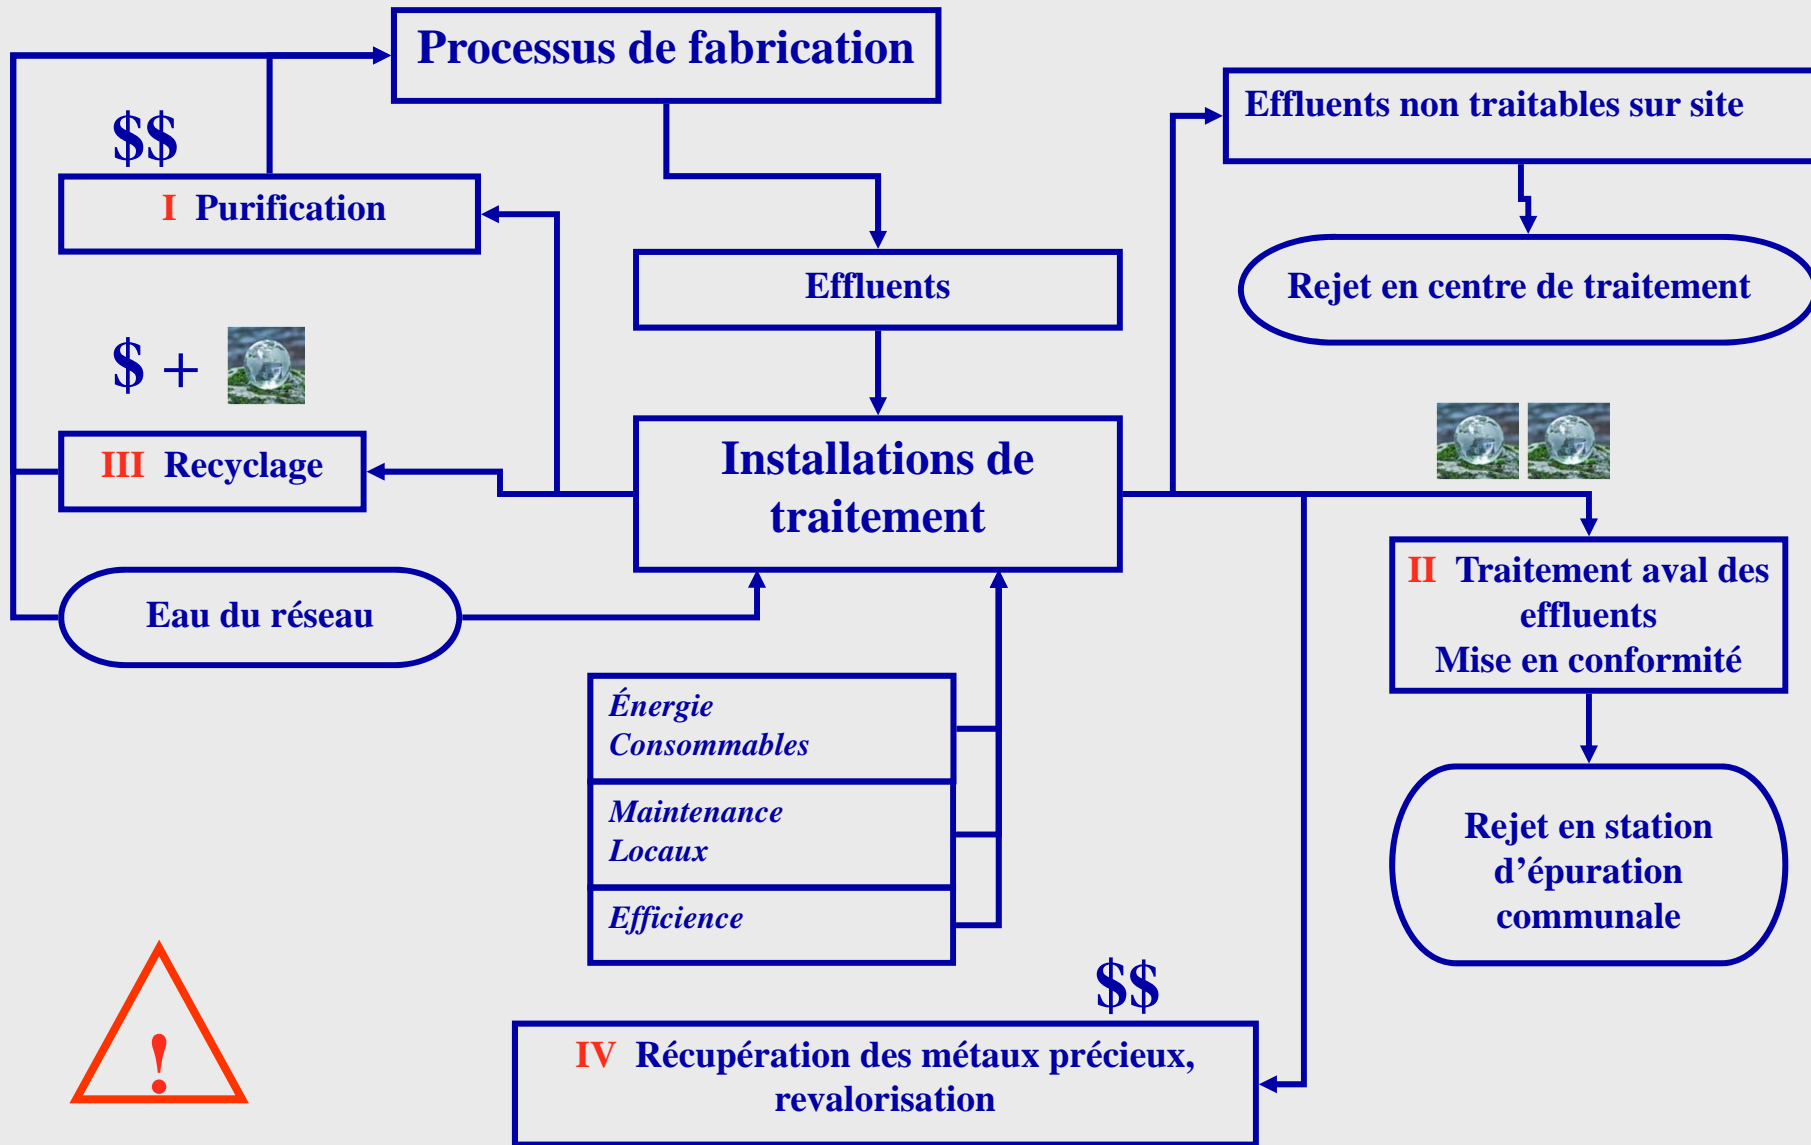 Processus de fabrication
Effluents non traitables sur site
$$
I Purification
Effluents
Rejet en centre de traitement
$ +
Installations de
traitement
III Recyclage
II Traitement aval des
effluents
Mise en conformité
Eau du réseau
Énergie
Consommables
Maintenance
Locaux
Efficience
Rejet en station
d’épuration
communale
$$
IV Récupération des métaux précieux,
revalorisation
!